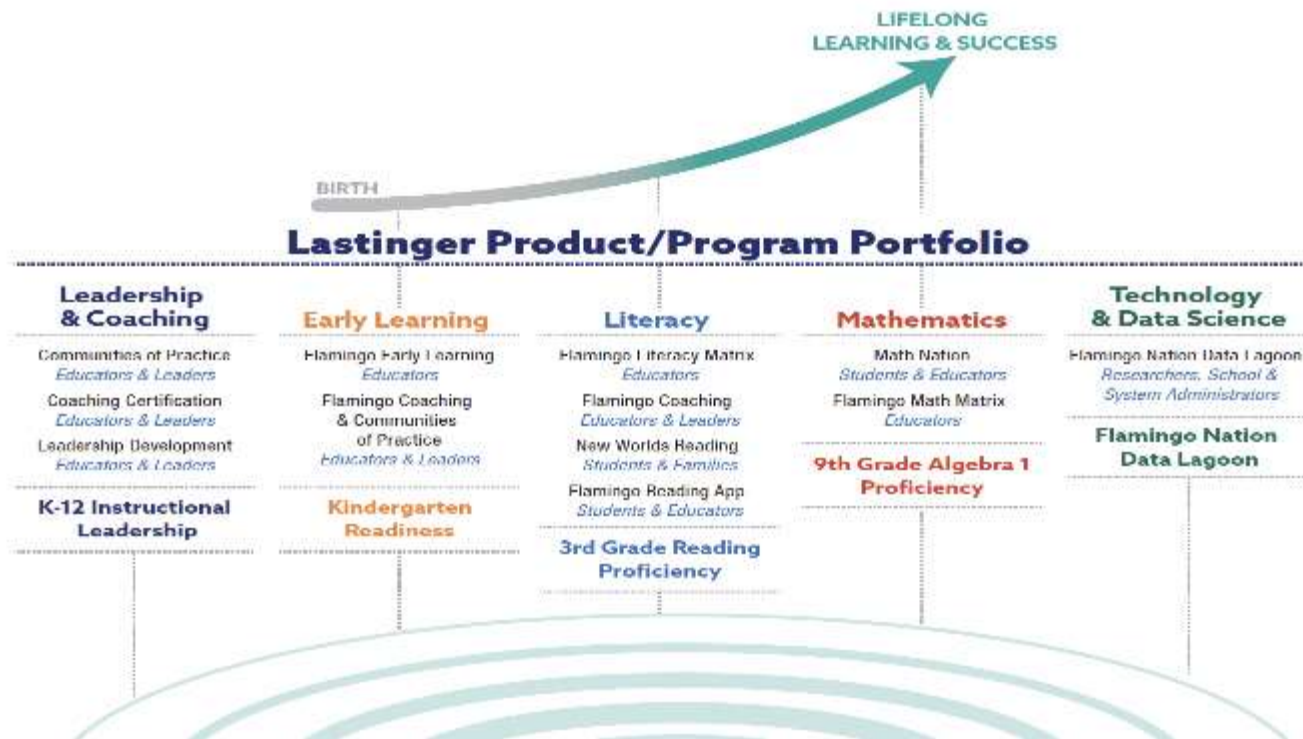 LIFELONG
LEARNING & SUCCESS
BIRTH
Lastinger Product/Program Portfolio
Leadership
& Coaching
Communities of Practice
Educators & Leaders
Coaching Certification
Educators & Leaders
Leadership Development
Educators & Leaders
K-12 Instructional
Leadership
Early Learning
Flamingo Early Learning
Educators
Flamingo Coaching
& Communities
of Practice
Educators & Leaders
Kindergarten
Readiness
Literacy
Flamingo Literacy Matrix
Educators
Flamingo Coaching
Educators & Leaders
New Worlds Reading
Students & Families
Flamingo Reading App
Students & Educators
3rd Grade Reading
Proficiency
Mathematics
Math Nation
Students & Educators
Flamingo Math Matrix
Educators
9th Grade Algebra 1
Proficiency
Technology
& Data Science
Flamingo Nation Data Lagoon
Researchers, School &
System Administrators
Flamingo Nation
Data Lagoon